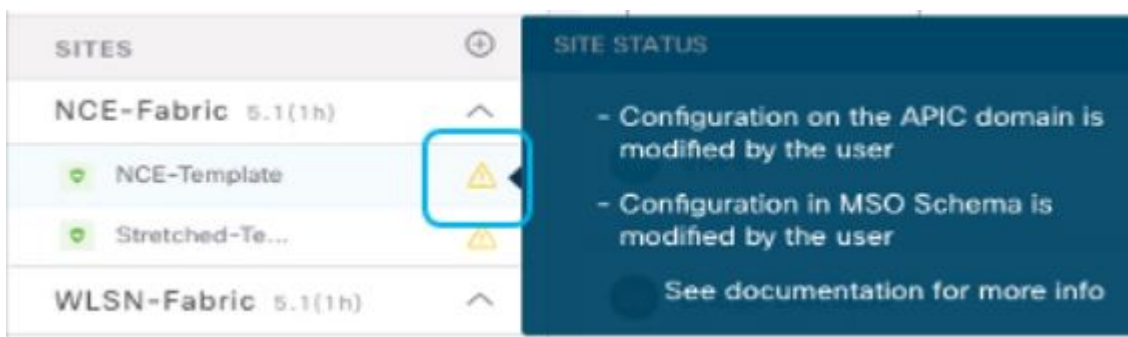 SITES
SITE STATUS
NCE-Fabric 5.1(1h)
- Configuration on the APIC domain is
modified by the user
NCE-Template
- Configuration in MSO Schema is
modified by the user
Stretched-Te...
See documentation for more info
WLSN-Fabric 5.1(1h)